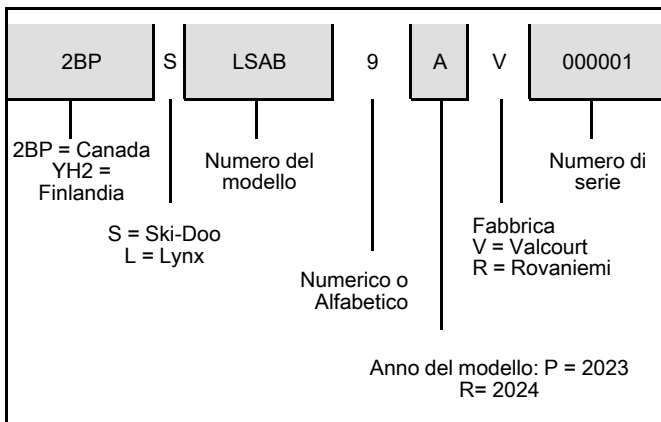 2BP S LSAB 9 A V 000001
2BP = Canada
YH2 =
Finlandia
Numero del
modello
Numero di
serie
S = Ski-Doo
L = Lynx
Fabbrica
V = Valcourt
R = Rovaniemi
Numerico o
Alfabetico
Anno del modello: P = 2023
R= 2024